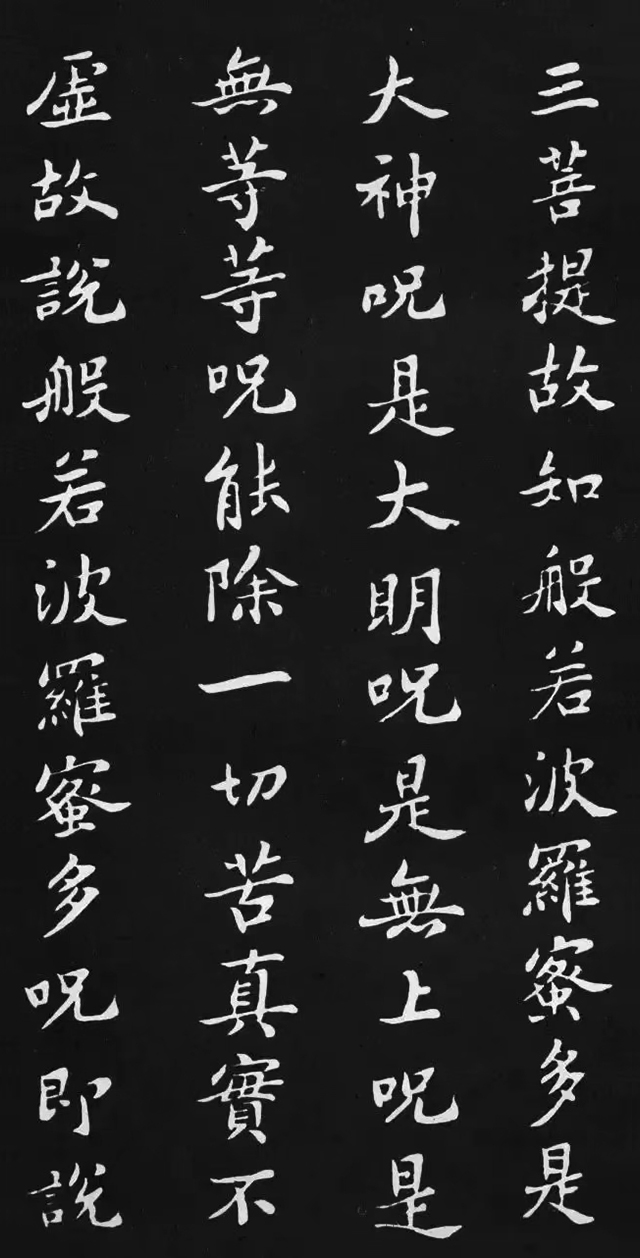 三菩提故知般若波羅蜜多是
大神呪是大明呪是無上呪是
無等等呪能除一切苦真實不
虛故說般若波羅蜜多呪即說